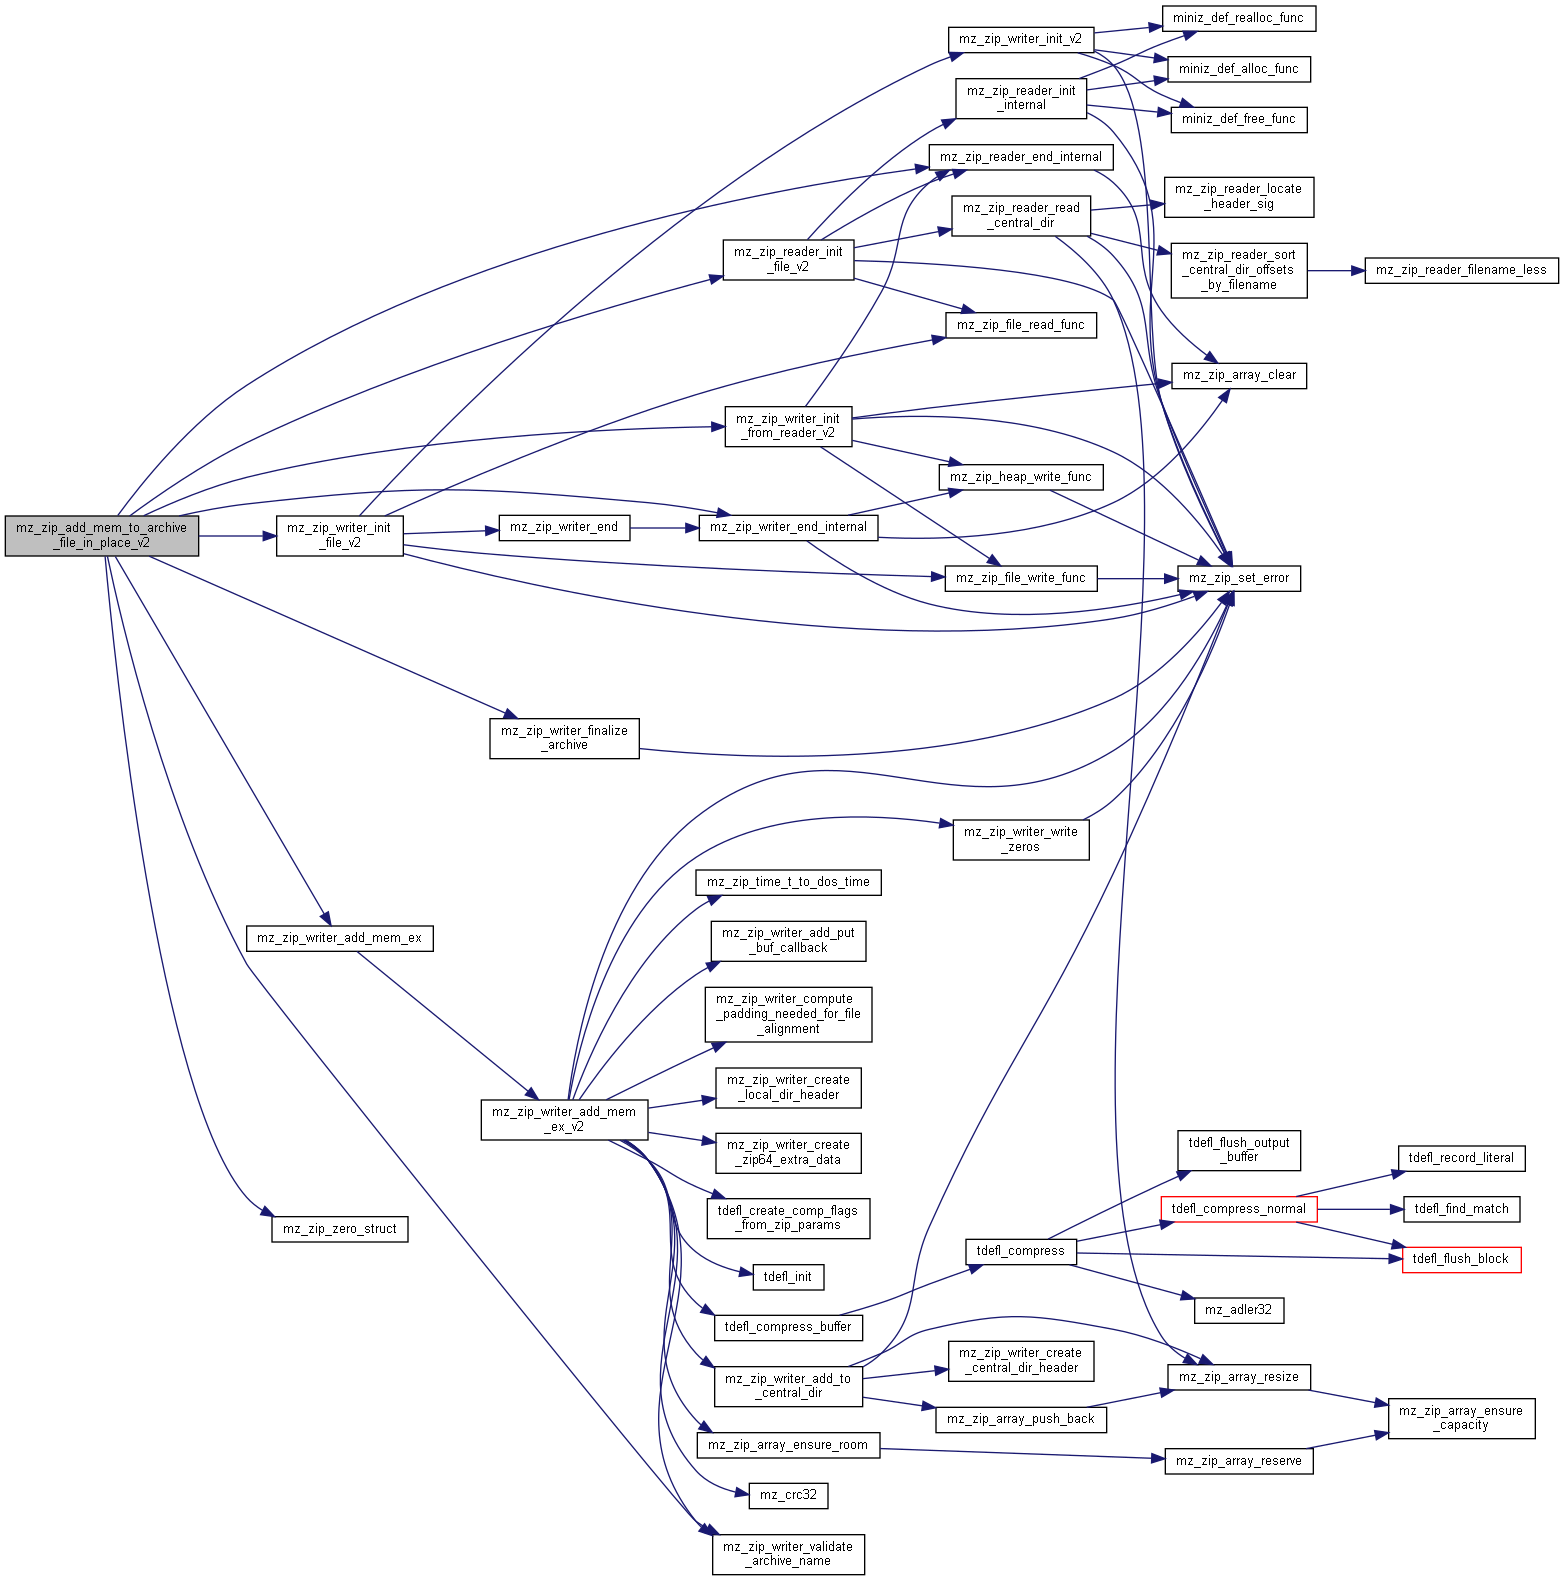 miniz_def_realloc_func
mz_zip_writer_init_v2
miniz_def_alloc_func
mz_zip_reader_init
_internal
miniz_def_free_func
mz_zip_reader_end_internal
mz_zip_reader_locate
_header_sig
mz_zip_reader_read
_central_dir
mz_zip_reader_init
_file_v2
mz_zip_reader_sort
_central_dir_offsets
_by_filename
mz_zip_reader_filename_less
mz_zip_file_read_func
mz_zip_array_clear
mz_zip_writer_init
_from_reader_v2
mz_zip_heap_write_func
mz_zip_add_mem_to_archive
_file_in_place_v2
mz_zip_writer_init
_file_v2
mz_zip_writer_end
mz_zip_writer_end_internal
mz_zip_file_write_func
mz_zip_set_error
mz_zip_writer_finalize
_archive
mz_zip_writer_write
_zeros
mz_zip_time_t_to_dos_time
mz_zip_writer_add_mem_ex
mz_zip_writer_add_put
_buf_callback
mz_zip_writer_compute
_padding_needed_for_file
_alignment
mz_zip_writer_create
_local_dir_header
mz_zip_writer_add_mem
_ex_v2
mz_zip_writer_create
_zip64_extra_data
tdefl_flush_output
_buffer
tdefl_record_literal
tdefl_create_comp_flags
_from_zip_params
tdefl_compress_normal
tdefl_find_match
mz_zip_zero_struct
tdefl_compress
tdefl_flush_block
tdefl_init
mz_adler32
tdefl_compress_buffer
mz_zip_writer_create
_central_dir_header
mz_zip_writer_add_to
_central_dir
mz_zip_array_resize
mz_zip_array_push_back
mz_zip_array_ensure
_capacity
mz_zip_array_ensure_room
mz_zip_array_reserve
mz_crc32
mz_zip_writer_validate
_archive_name